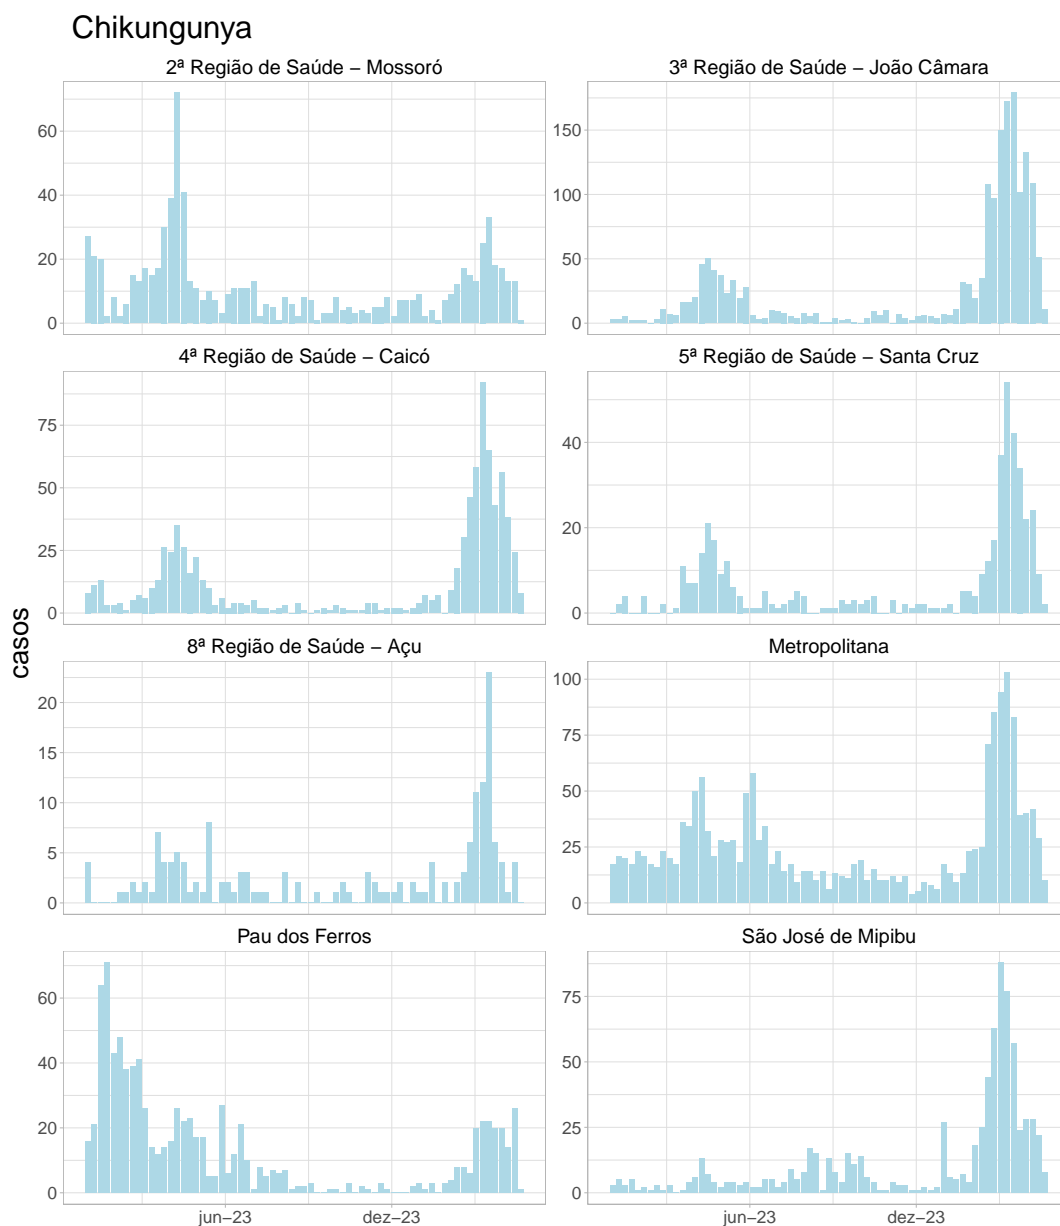 Chikungunya
2ª Região de Saúde – Mossoró
3ª Região de Saúde – João Câmara
60
40
20
0
150
100
50
0
4ª Região de Saúde – Caicó
5ª Região de Saúde – Santa Cruz
75
50
25
0
40
20
0
casos
8ª Região de Saúde – Açu
Metropolitana
20
15
10
5
0
100
75
50
25
0
Pau dos Ferros
São José de Mipibu
60
40
20
0
75
50
25
0
jun–23
dez–23
jun–23
dez–23